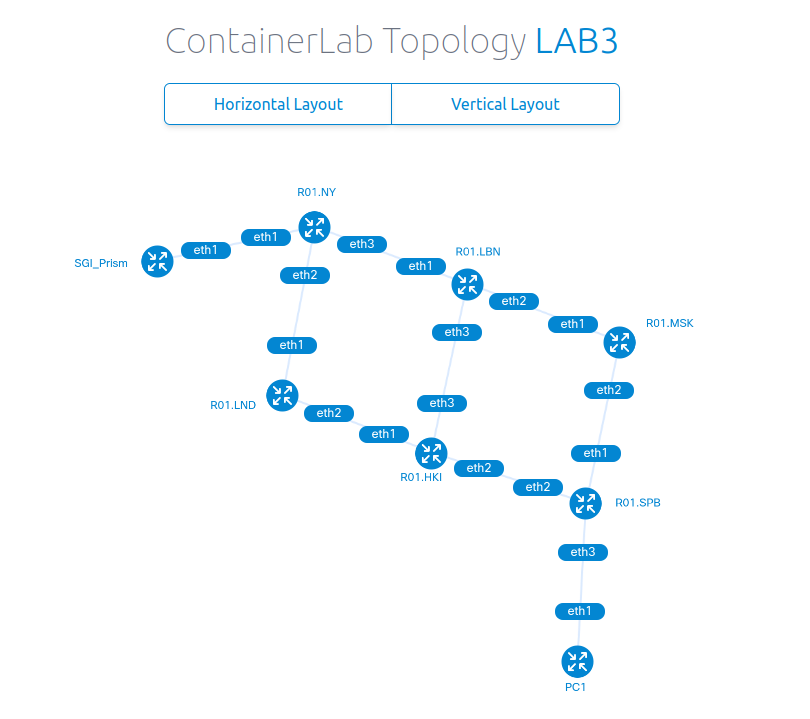 ContainerLab Topology LAB3
Horizontal Layout
Vertical Layout
R01.NY
eth1
eth3
eth1
R01.LBN
SGI_Prism
eth1
eth2
eth2
R01.MSK
eth1
eth3
eth1
eth2
R01.LND
eth2
eth3
eth1
eth1
R01.HKI
eth2
eth2
R01.SPB
eth3
eth1
PC1